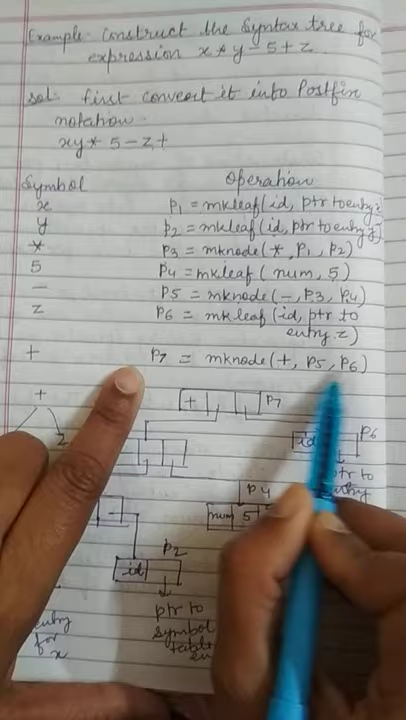 Example- Construct the Syntax tree for
expression x * y - 5 + z
sol- first convert it into Postfix
notation-
xy* 5 - z +
Symbol Operation
x P1 = mkleaf(id, ptr to entry x)
y P2 = mkleaf(id, ptr to entry y)
* P3 = mknode(*, P1, P2)
5 P4 = mkleaf(num, 5)
- P5 = mknode(-, P3, P4)
z P6 = mkleaf(id, ptr to
entry z)
+ P7 = mknode(+, P5, P6)
+ + P7
z id P6
ptr to
entry
- P4
num 5
P2
id
entry ptr to
for symbol
x table